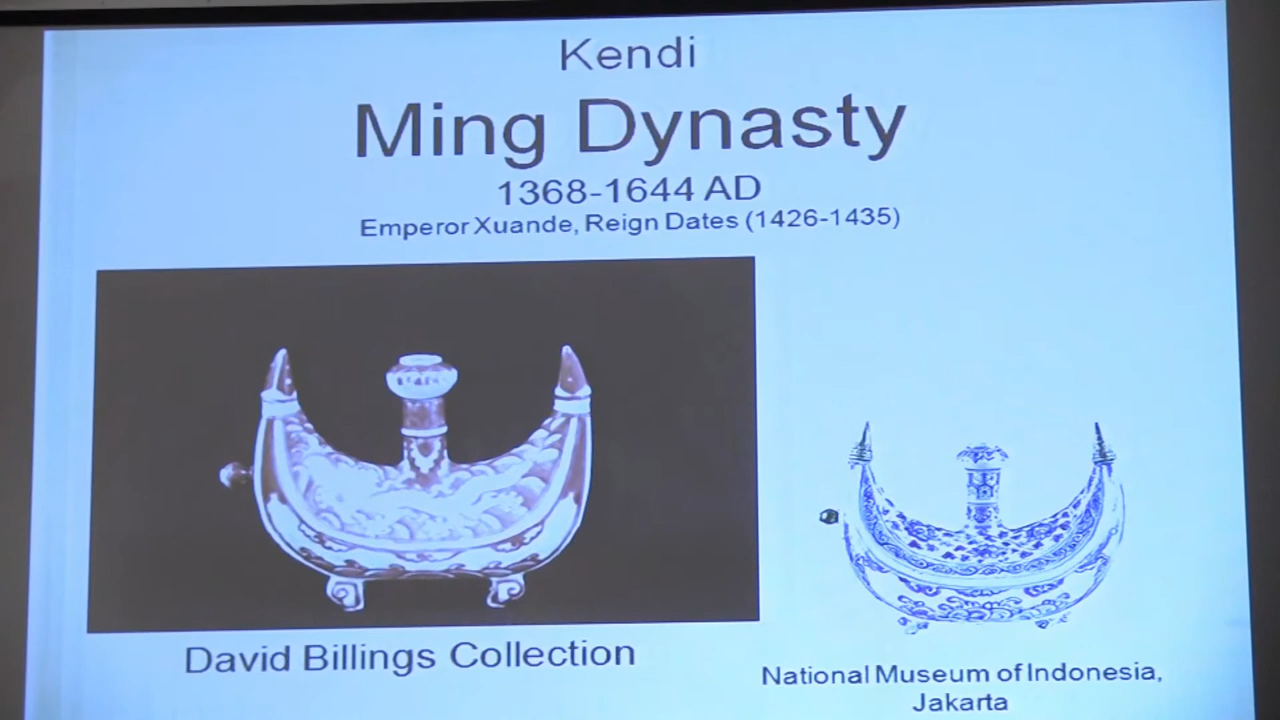 Kendi
Ming Dynasty
1368-1644 AD
Emperor Xuande, Reign Dates (1426-1435)
David Billings Collection
National Museum of Indonesia,
Jakarta